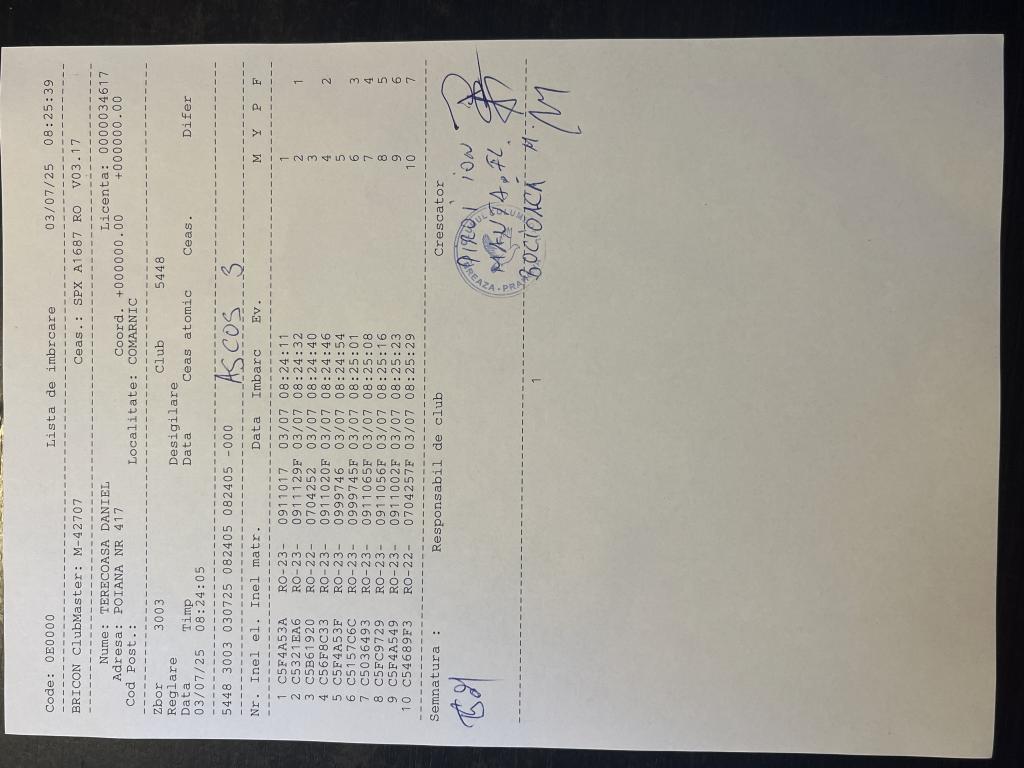 Code: 0E0000 Lista de imbrcare 03/07/25 08:25:39
BRICON ClubMaster: M-42707 Ceas.: SPX A1687 RO V03.17
Nume: TERECOASA DANIEL Licenta: 0000034617
Adresa: POIANA NR 417 Coord. +000000.00 +000000.00
Cod Post.: Localitate: COMARNIC
Zbor 3003 Club 5448
Reglare Desigilare
Data Timp Data Ceas atomic Ceas. Difer
03/07/25 08:24:05
5448 3003 030725 082405 082405 -000 ASCOS 3
Nr. Inel el. Inel matr. Data Imbarc Ev. M Y P F
1 C5F4A53A RO-23- 0911017 03/07 08:24:11 1
2 C5321EA6 RO-23- 0911129F 03/07 08:24:32 2 1
3 C5B61920 RO-22- 0704252 03/07 08:24:40 3
4 C56F8C33 RO-23- 0911020F 03/07 08:24:46 4 2
5 C5F4A53F RO-23- 0999746 03/07 08:24:54 5
6 C5157C6C RO-23- 0999745F 03/07 08:25:01 6 3
7 C5036493 RO-23- 0911065F 03/07 08:25:08 7 4
8 C5FC9729 RO-23- 0911056F 03/07 08:25:16 8 5
9 C5F4A549 RO-23- 0911002F 03/07 08:25:23 9 6
10 C54689F3 RO-22- 0704257F 03/07 08:25:29 10 7
Semnatura : Responsabil de club Crescator
ION
BOCIOACĂ M.
1